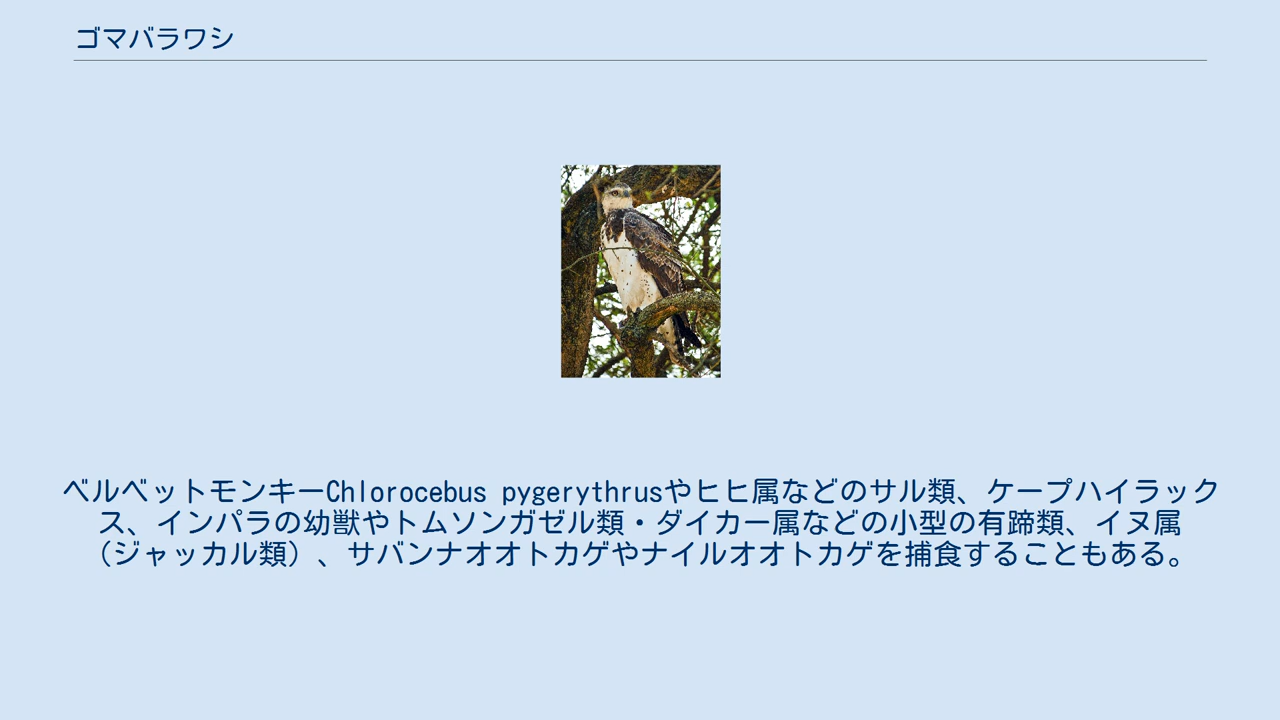 ゴマバラワシ
ベルベットモンキーChlorocebus pygerythrusやヒヒ属などのサル類、ケープハイラック
ス、インパラの幼獣やトムソンガゼル類・ダイカー属などの小型の有蹄類、イヌ属
（ジャッカル類）、サバンナオオトカゲやナイルオオトカゲを捕食することもある。